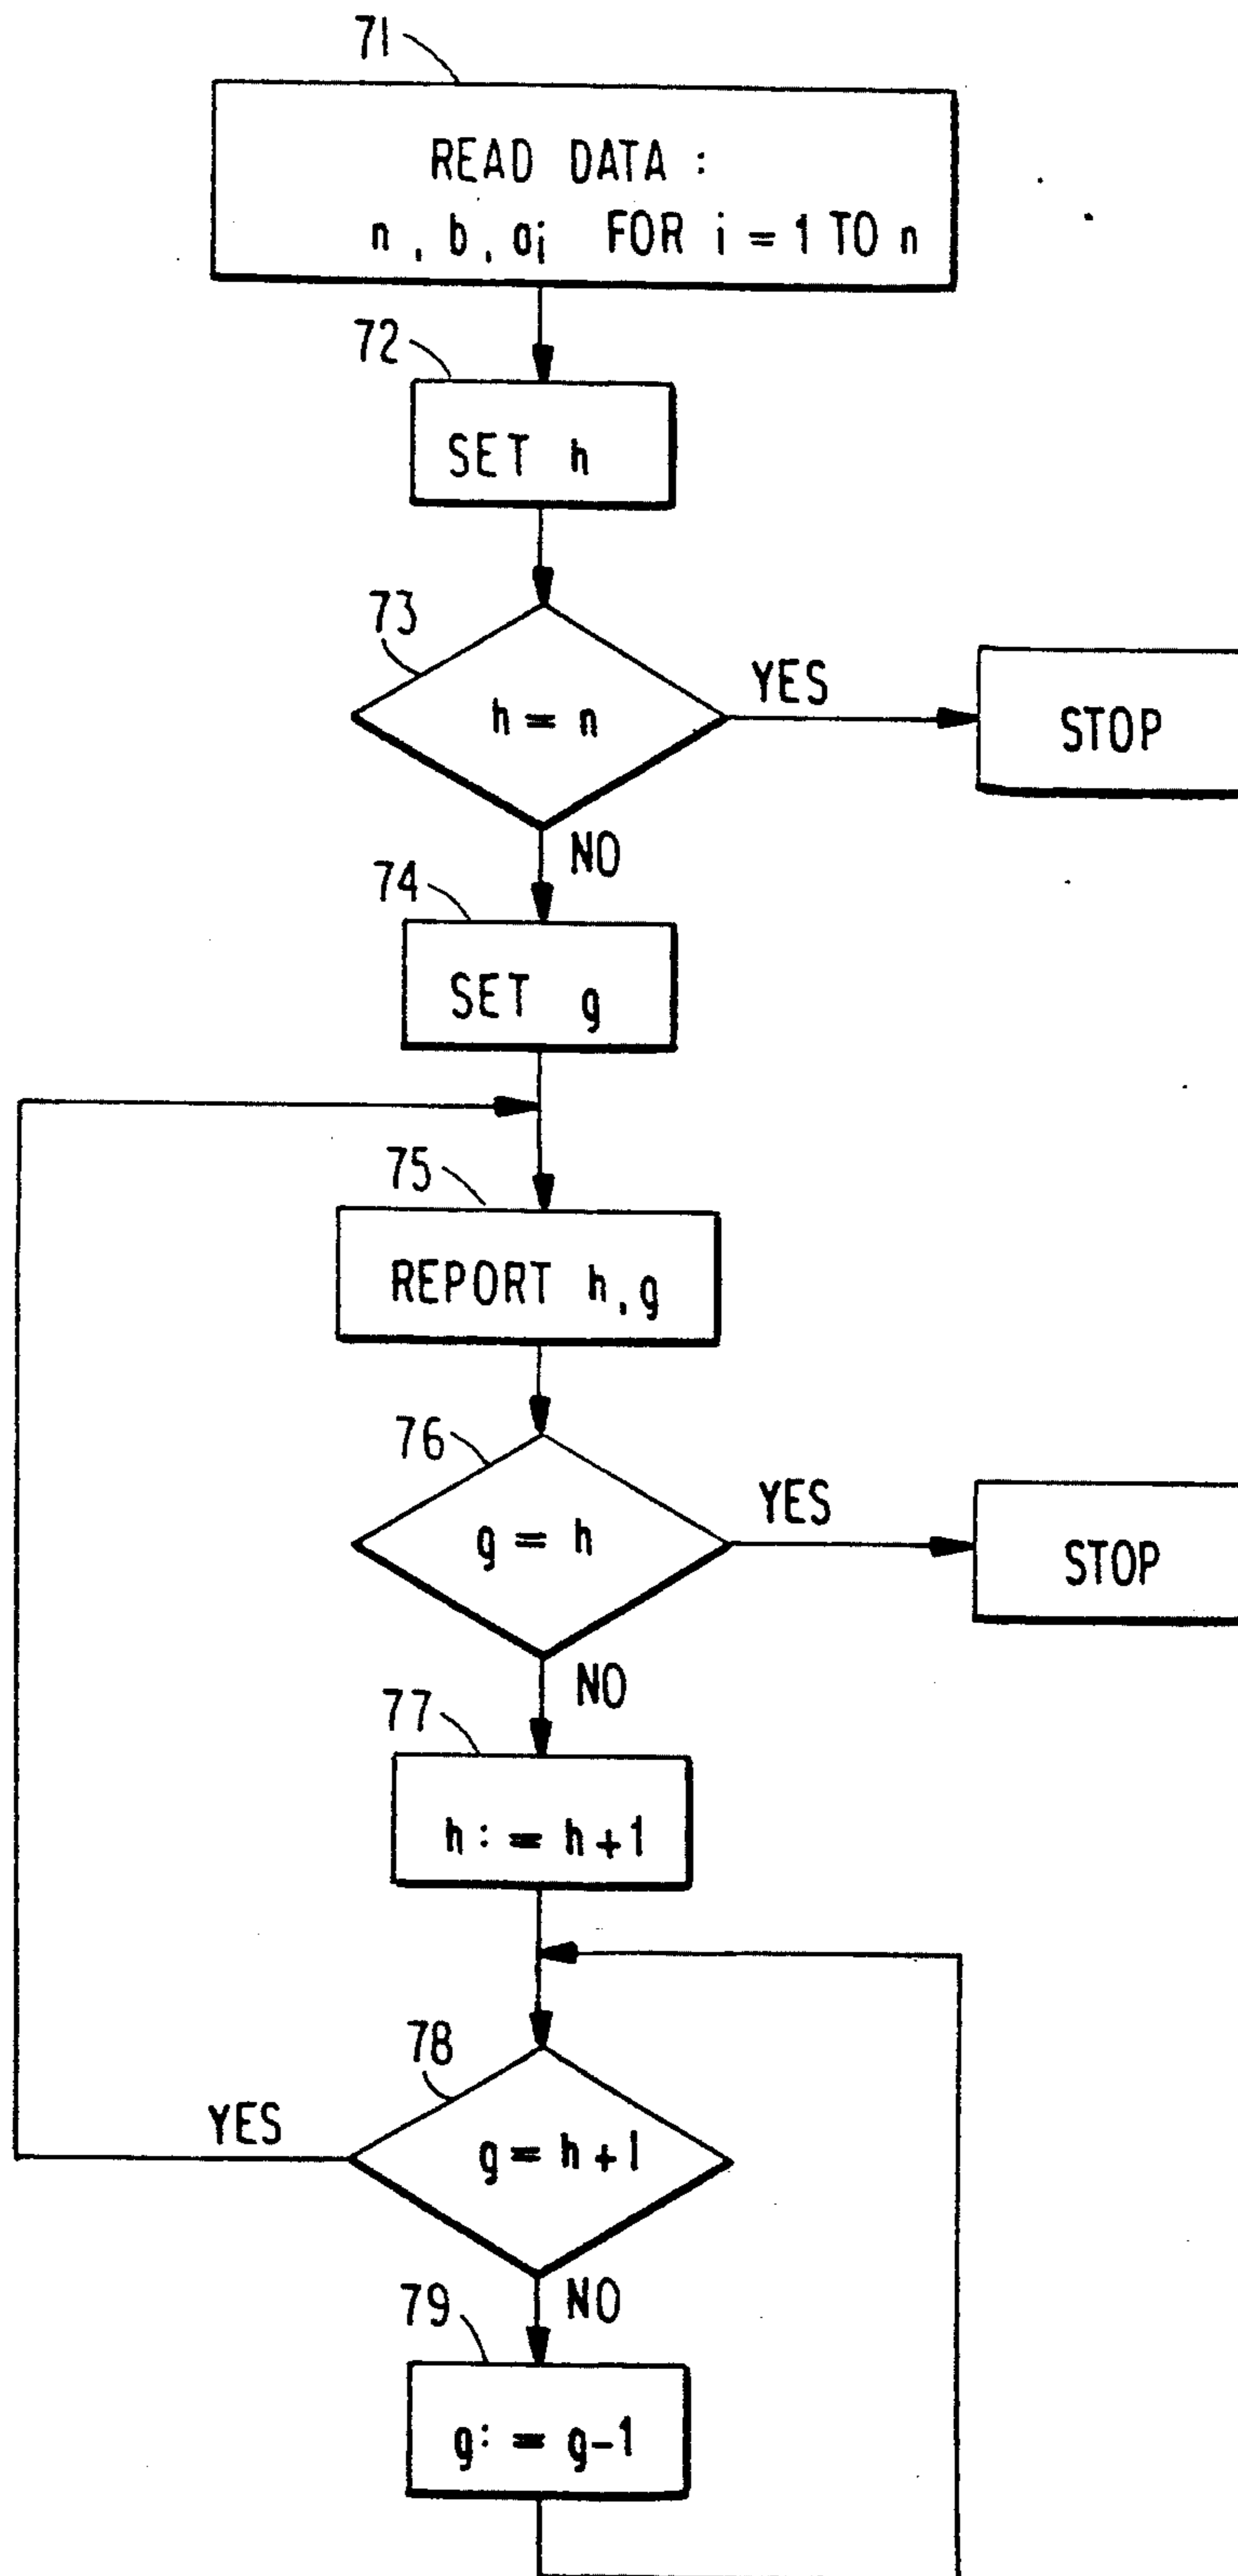 71
READ DATA :
n , b , ai FOR i = 1 TO n
72
SET h
73
h = n
YES
STOP
NO
74
SET g
75
REPORT h,g
76
g = h
YES
STOP
NO
77
h: = h+1
78
YES
g = h+1
NO
79
g: = g-1